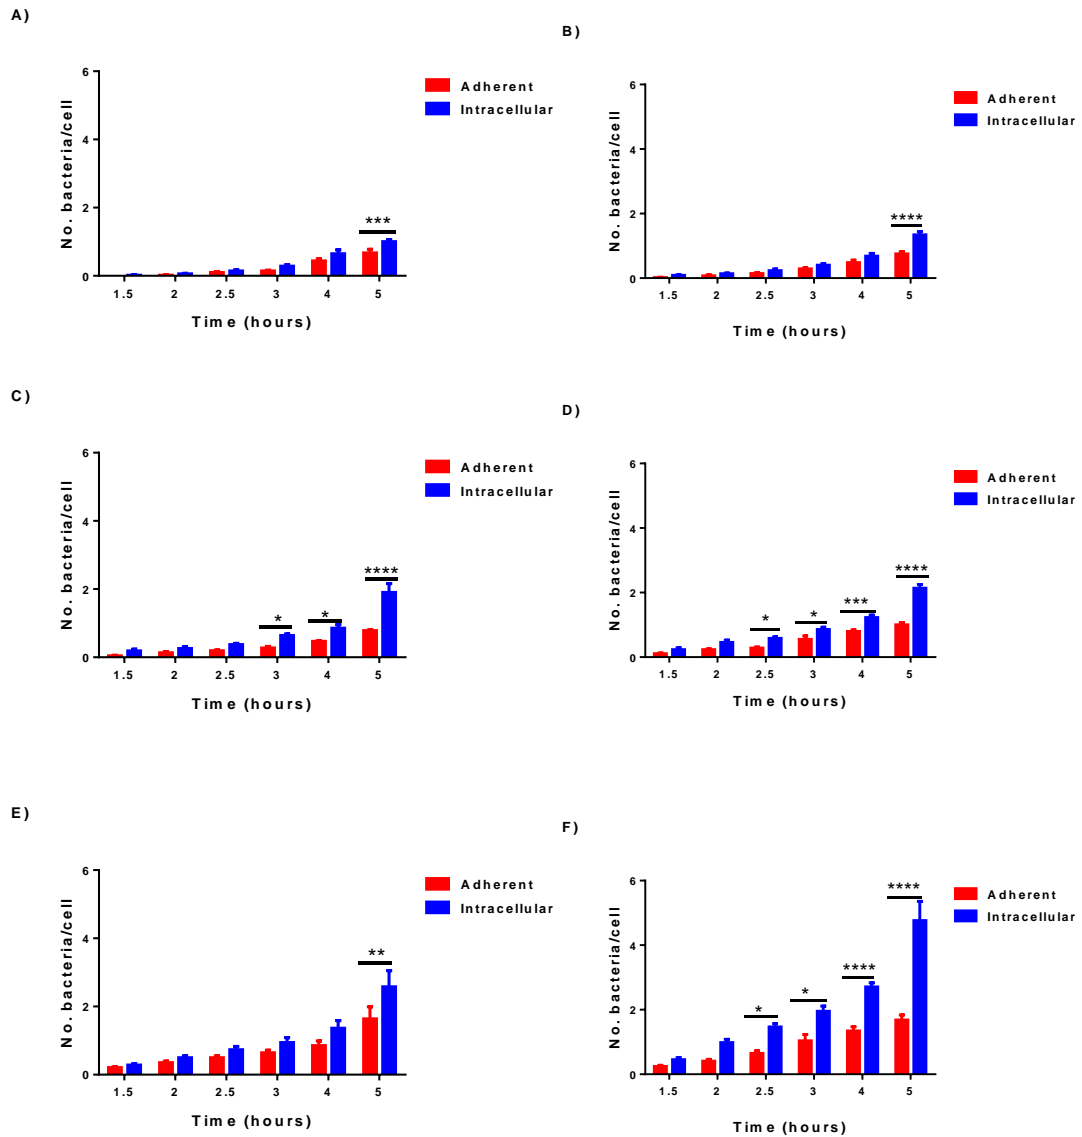 A)
No. bacteria/cell
6
4
2
0
***
Adherent
Intracellular
1.5 2 2.5 3 4 5
Time (hours)
B)
No. bacteria/cell
6
4
2
0
****
Adherent
Intracellular
1.5 2 2.5 3 4 5
Time (hours)
C)
No. bacteria/cell
6
4
2
0
* * ****
Adherent
Intracellular
1.5 2 2.5 3 4 5
Time (hours)
D)
No. bacteria/cell
6
4
2
0
* * *** ****
Adherent
Intracellular
1.5 2 2.5 3 4 5
Time (hours)
E)
No. bacteria/cell
6
4
2
0
**
Adherent
Intracellular
1.5 2 2.5 3 4 5
Time (hours)
F)
No. bacteria/cell
6
4
2
0
* * **** ****
Adherent
Intracellular
1.5 2 2.5 3 4 5
Time (hours)